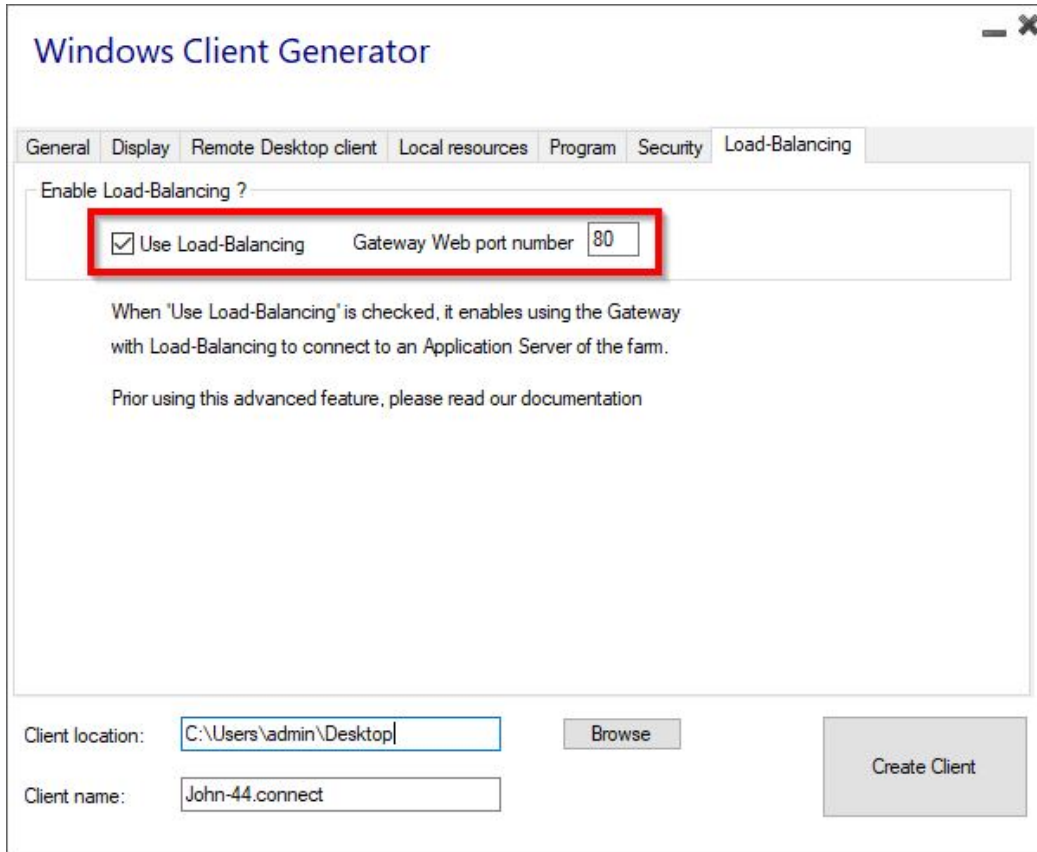 Windows Client Generator
General Display Remote Desktop client Local resources Program Security Load-Balancing
Enable Load-Balancing ?
Use Load-Balancing Gateway Web port number 80
When "Use Load-Balancing" is checked, it enables using the Gateway
with Load-Balancing to connect to an Application Server of the farm.
Prior using this advanced feature, please read our documentation
Client location: C:\Users\admin\Desktop Browse
Create Client
Client name: John-44.connect